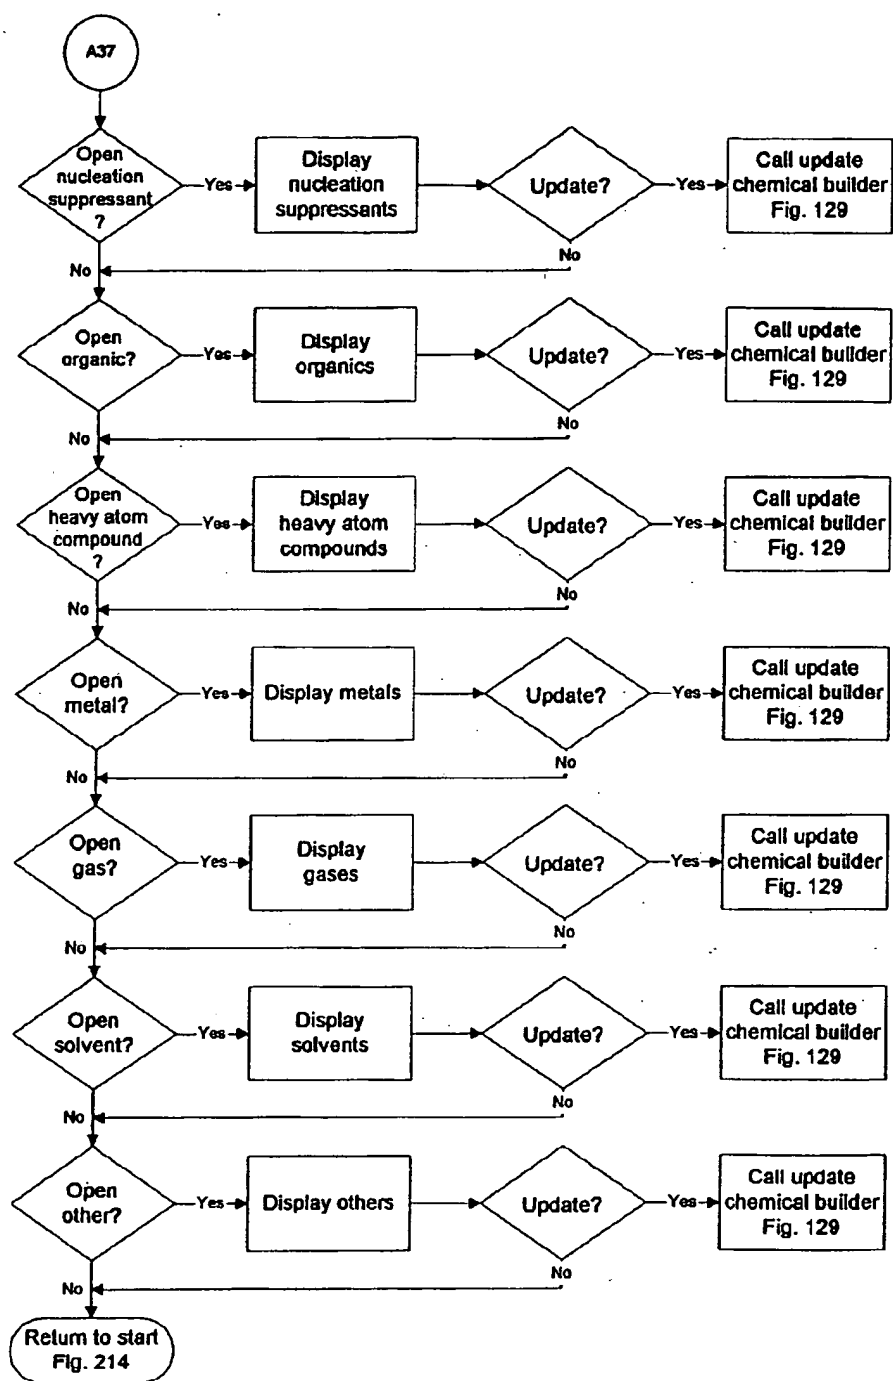 A37
Open
nucleation
suppressant
?
Yes
Display
nucleation
suppressants
Update?
Yes
Call update
chemical builder
Fig. 129
No
No
Open
organic?
Yes
Display
organics
Update?
Yes
Call update
chemical builder
Fig. 129
No
No
Open
heavy atom
compound
?
Yes
Display
heavy atom
compounds
Update?
Yes
Call update
chemical builder
Fig. 129
No
No
Open
metal?
Yes
Display metals
Update?
Yes
Call update
chemical builder
Fig. 129
No
No
Open
gas?
Yes
Display
gases
Update?
Yes
Call update
chemical builder
Fig. 129
No
No
Open
solvent?
Yes
Display
solvents
Update?
Yes
Call update
chemical builder
Fig. 129
No
No
Open
other?
Yes
Display others
Update?
Yes
Call update
chemical builder
Fig. 129
No
No
Return to start
Fig. 214